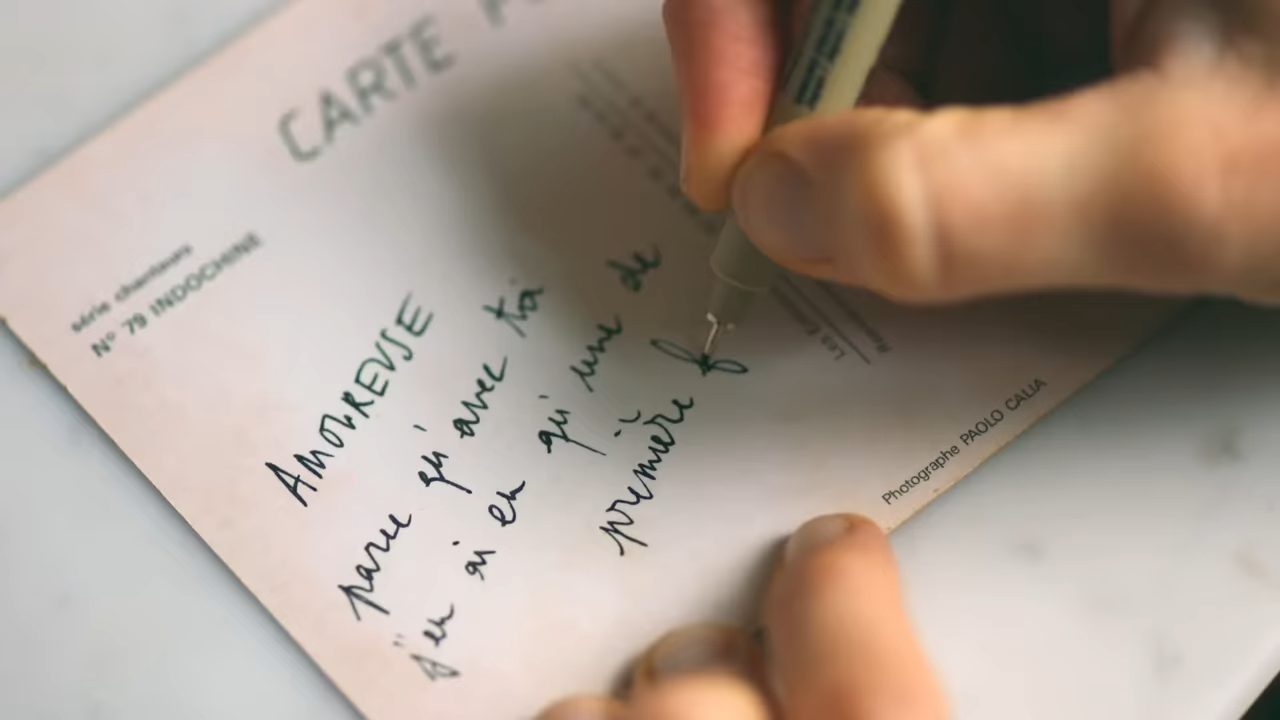 CARTE
série chanteurs
N° 79 INDOCHINE
AMOUREUSE
parce qu'avec toi
j'en ai eu qu'une de
première f
Photographe PAOLO CALIA